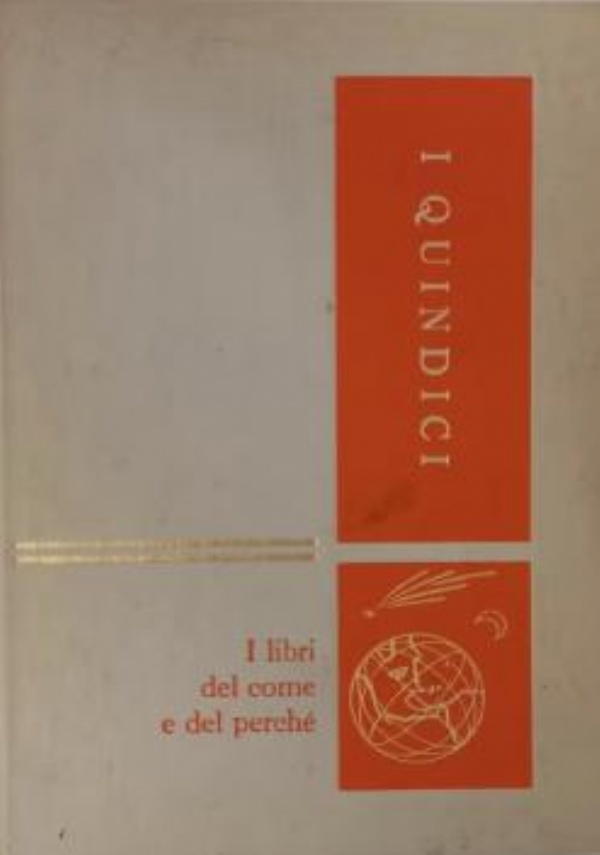 I QUINDICI
I libri
del come
e del perché